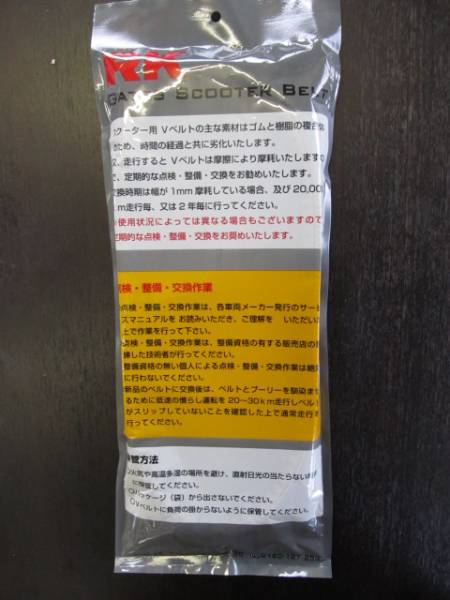 RK
GATES SCOOTER BELT
クーター用 Vベルトの主な素材はゴムと樹脂の複合
ため、時間の経過と共に劣化いたします。
又、走行すると Vベルトは摩擦により摩耗いたしますの
で、定期的な点検・整備・交換をお勧めいたします。
交換時期は幅が1mm摩耗している場合、及び 20,00
m走行毎、又は2年毎に行ってください。
※使用状況によっては異なる場合もございますので
定期的な点検・整備・交換をお奨めいたします。
点検・整備・交換作業
点検・整備・交換作業は、各車両メーカー発行のサー
スマニュアルを お読みいただき、ご理解を いただい
上で作業を行って下さい。
点検・整備・交換作業は、整備資格の有する販売店の
練した技術者が行ってください。
整備資格の無い個人による点検・整備・交換作業は絶
に行わないでください。
新品のベルトに交換後は、ベルトとプーリーを馴染ま
るために低速の慣らし運転を 20〜30km走行しベル
がスリップしていないことを確認した上で通常走行
行ってください。
保管方法
○火気や高温多湿の場所を避け、直射日光の当たらない
に保管してください。
○パッケージ（袋）から出さないでください。
○Vベルトに負荷の掛からないように保管してください。